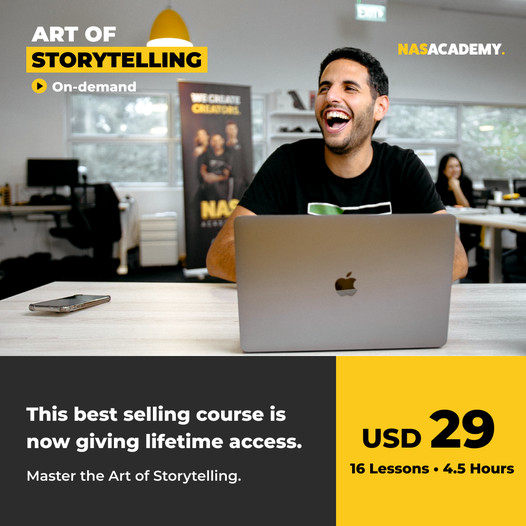 ART OF
STORYTELLING
On-demand
NASACADEMY.
WE CREATE
CREATORS.
NAS
This best selling course is
now giving lifetime access.
Master the Art of Storytelling.
USD 29
16 Lessons • 4.5 Hours